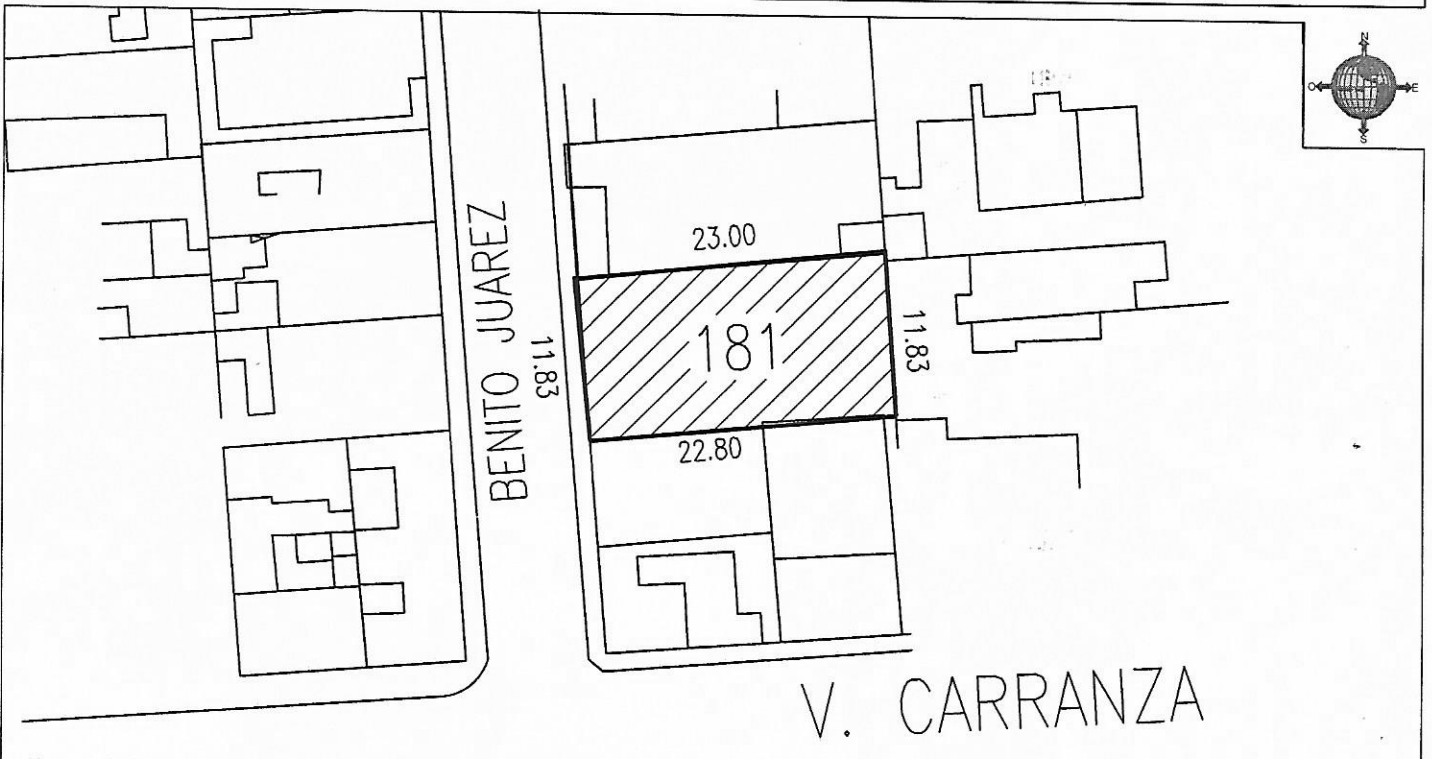 N
O
E
S
23.00
BENITO JUAREZ
11.83
181
11.83
22.80
V. CARRANZA